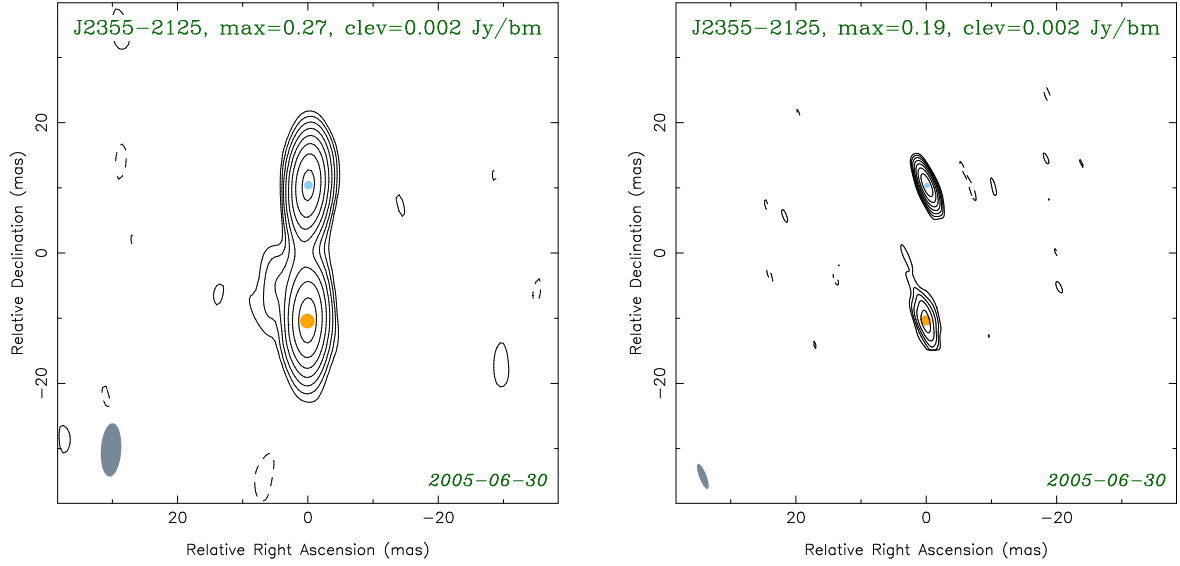 J2355−2125, max=0.27, clev=0.002 Jy/bm
Relative Declination (mas)
20
0
−20
2005−06−30
20 0 −20
Relative Right Ascension (mas)
J2355−2125, max=0.19, clev=0.002 Jy/bm
Relative Declination (mas)
20
0
−20
2005−06−30
20 0 −20
Relative Right Ascension (mas)